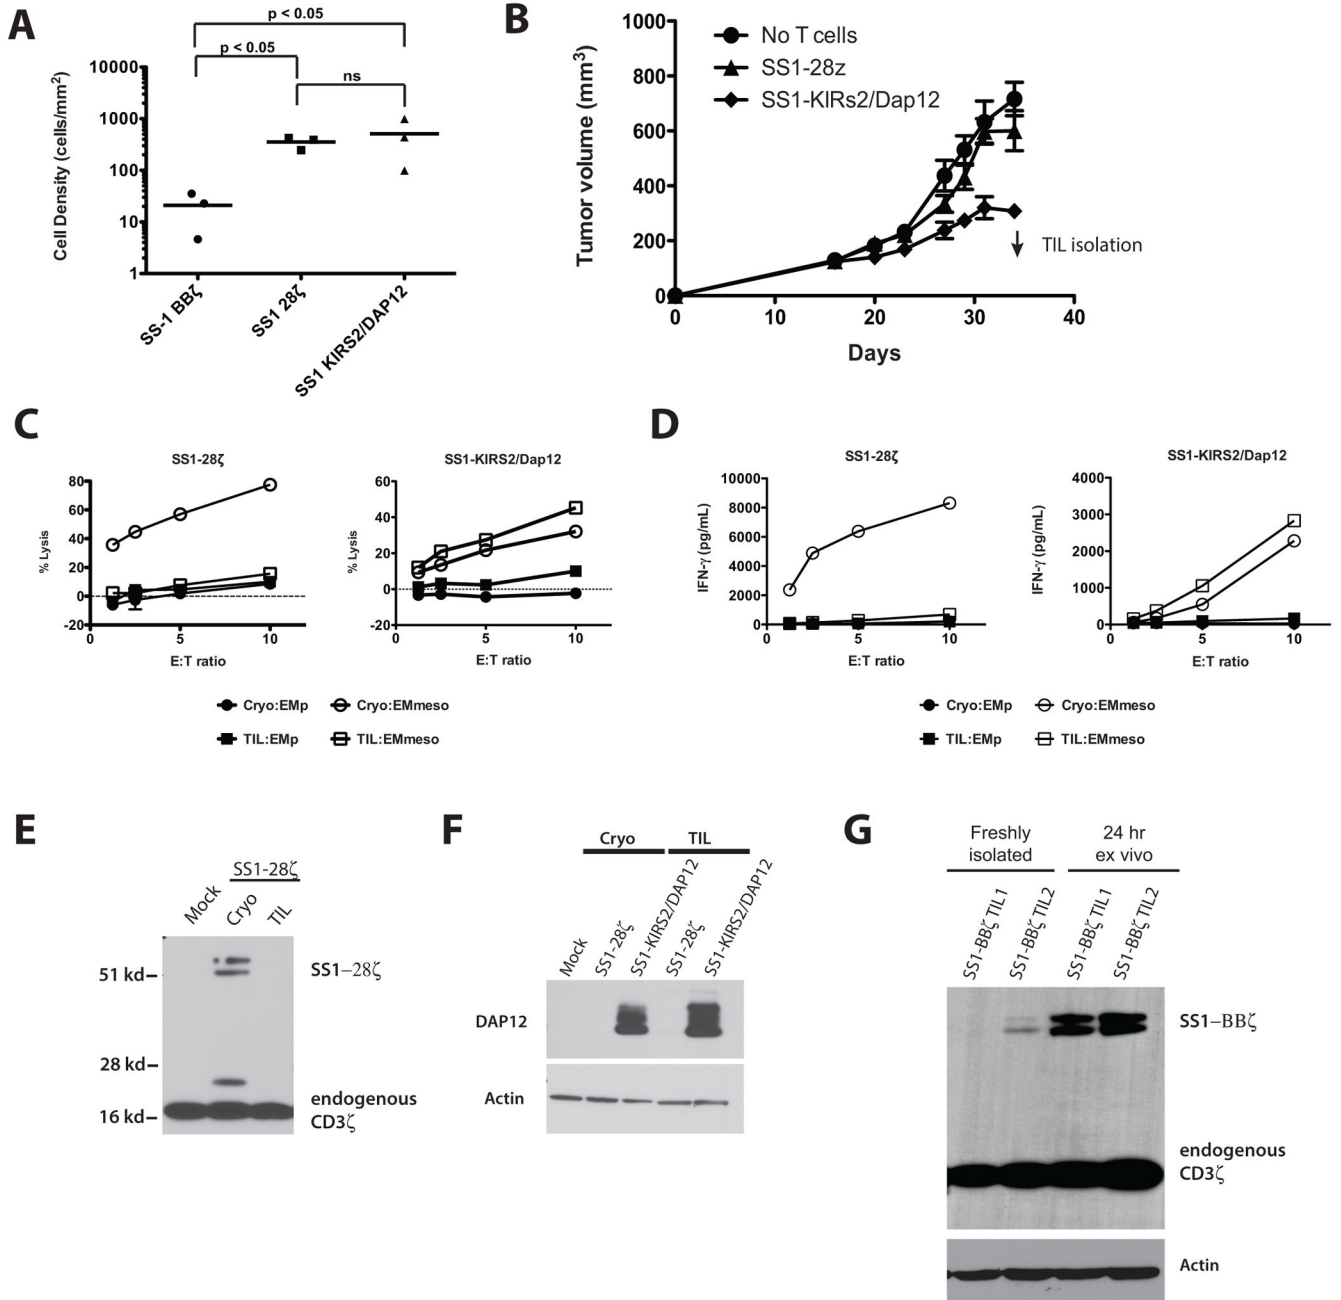 A
p < 0.05
p < 0.05
ns
Cell Density (cells/mm²)
10000
1000
100
10
1
SS-1 BBζ
SS1 28ζ
SS1 KIRS2/DAP12
B
No T cells
SS1-28z
SS1-KIRs2/Dap12
Tumor volume (mm³)
1000
800
600
400
200
0
0 10 20 30 40
Days
TIL isolation
C
SS1-28ζ
% Lysis
80
60
40
20
0
-20
0 5 10
E:T ratio
SS1-KIRS2/Dap12
% Lysis
60
40
20
0
-20
0 5 10
E:T ratio
Cryo:EMp Cryo:EMmeso
TIL:EMp TIL:EMmeso
D
SS1-28ζ
IFN-γ (pg/mL)
10000
8000
6000
4000
2000
0
0 5 10
E:T ratio
SS1-KIRS2/Dap12
IFN-γ (pg/mL)
4000
3000
2000
1000
0
0 5 10
E:T ratio
Cryo:EMp Cryo:EMmeso
TIL:EMp TIL:EMmeso
E
SS1-28ζ
Mock
Cryo
TIL
51 kd
28 kd
16 kd
SS1-28ζ
endogenous
CD3ζ
F
Cryo TIL
Mock
SS1-28ζ
SS1-KIRS2/DAP12
SS1-28ζ
SS1-KIRS2/DAP12
DAP12
Actin
G
Freshly
isolated
24 hr
ex vivo
SS1-BBζ TIL1
SS1-BBζ TIL2
SS1-BBζ TIL1
SS1-BBζ TIL2
SS1-BBζ
endogenous
CD3ζ
Actin